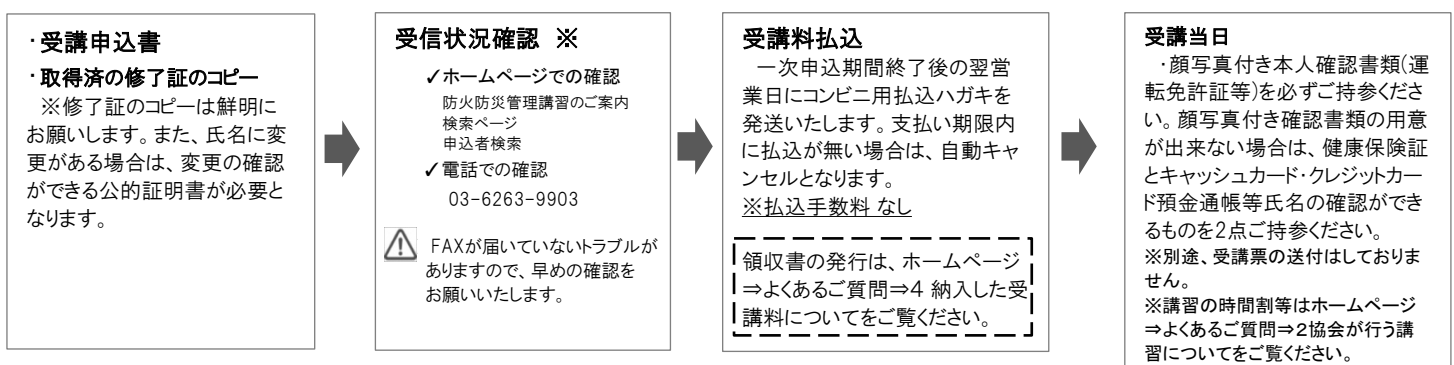 ・受講申込書
・取得済の修了証のコピー
※修了証のコピーは鮮明に
お願いします。また、氏名に変
更がある場合は、変更の確認
ができる公的証明書が必要と
なります。
受信状況確認 ※
✓ホームページでの確認
防火防災管理講習のご案内
検索ページ
申込者検索
✓電話での確認
03-6263-9903
FAXが届いていないトラブルが
ありますので、早めの確認を
お願いいたします。
受講料払込
一次申込期間終了後の翌営
業日にコンビニ用払込ハガキを
発送いたします。支払い期限内
に払込が無い場合は、自動キャ
ンセルとなります。
※払込手数料 なし
領収書の発行は、ホームページ
⇒よくあるご質問⇒4 納入した受
講料についてをご覧ください。
受講当日
・顔写真付き本人確認書類(運
転免許証等)を必ずご持参くださ
い。顔写真付き確認書類の用意
が出来ない場合は、健康保険証
とキャッシュカード・クレジットカー
ド預金通帳等氏名の確認ができ
るものを2点ご持参ください。
※別途、受講票の送付はしておりま
せん。
※講習の時間割等はホームページ
⇒よくあるご質問⇒2協会が行う講
習についてをご覧ください。